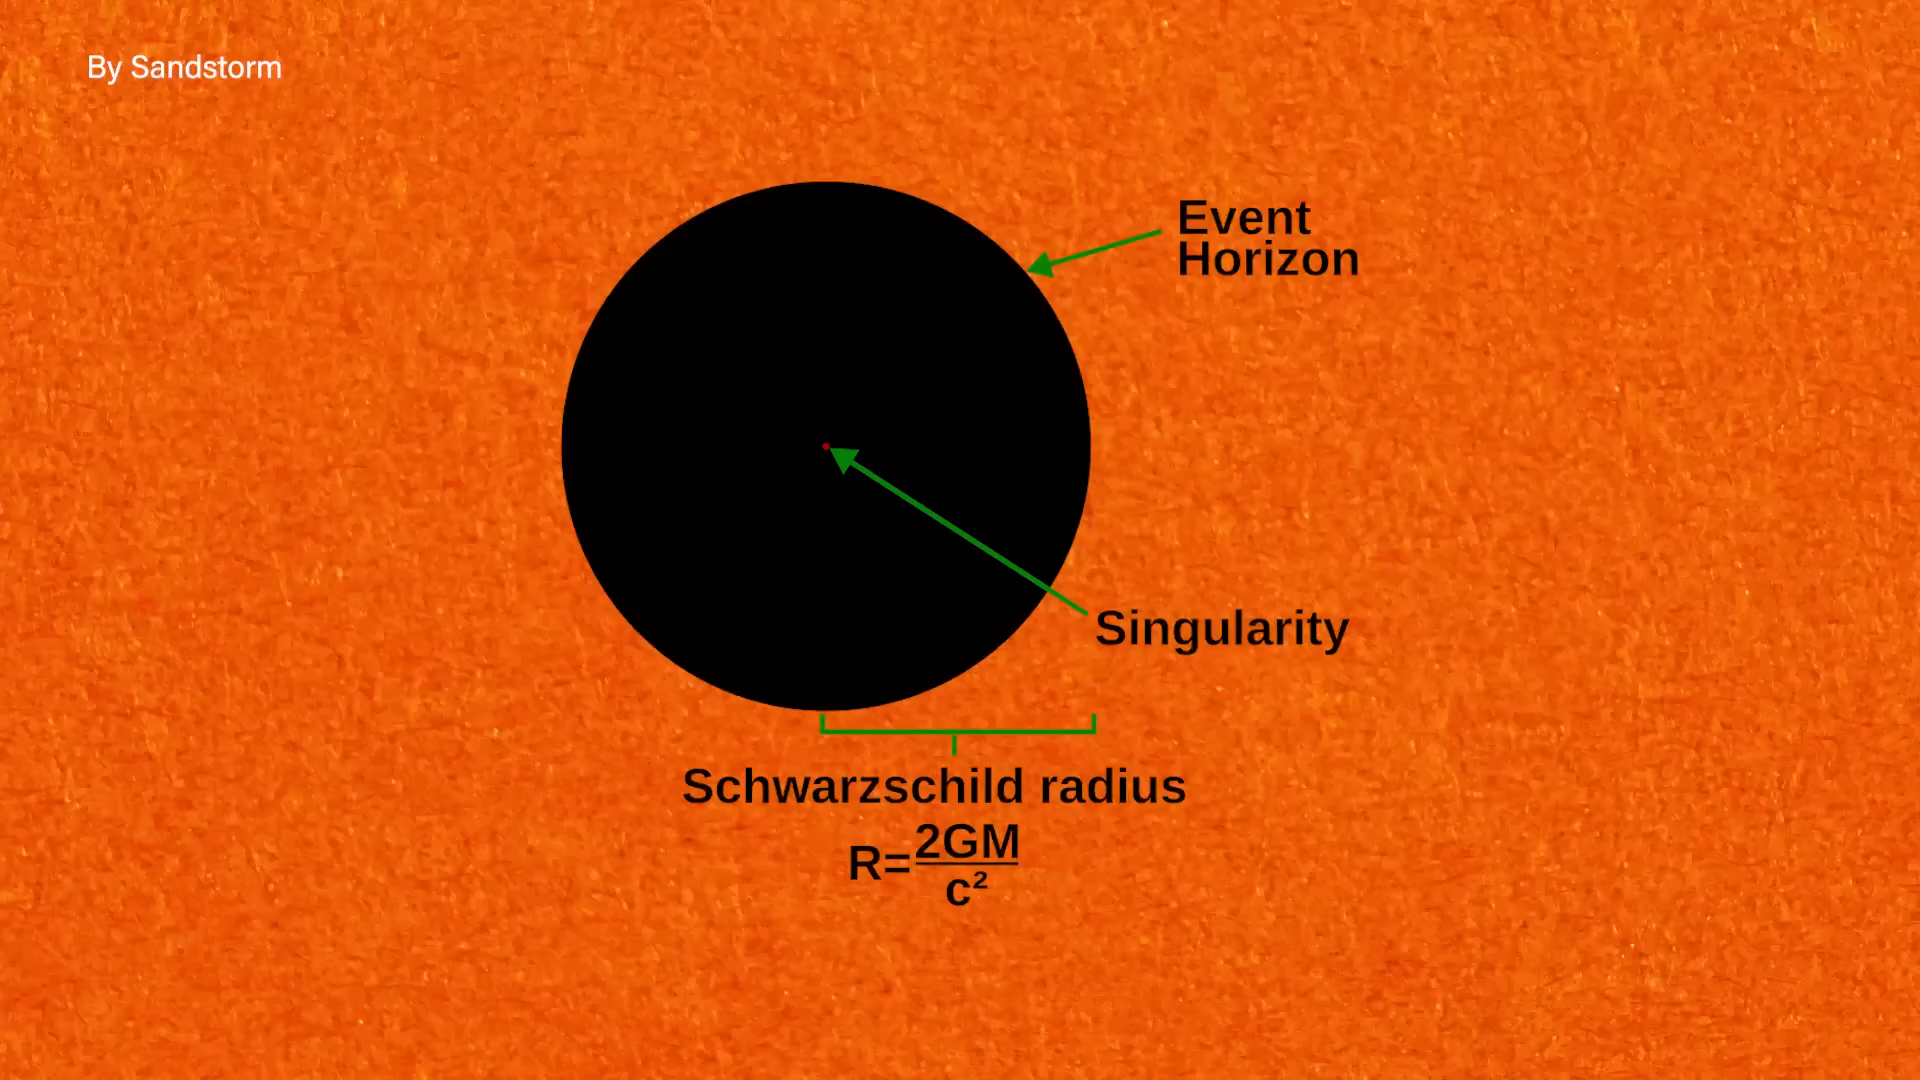 By Sandstorm
Event
Horizon
Singularity
Schwarzschild radius
R=2GM/c²